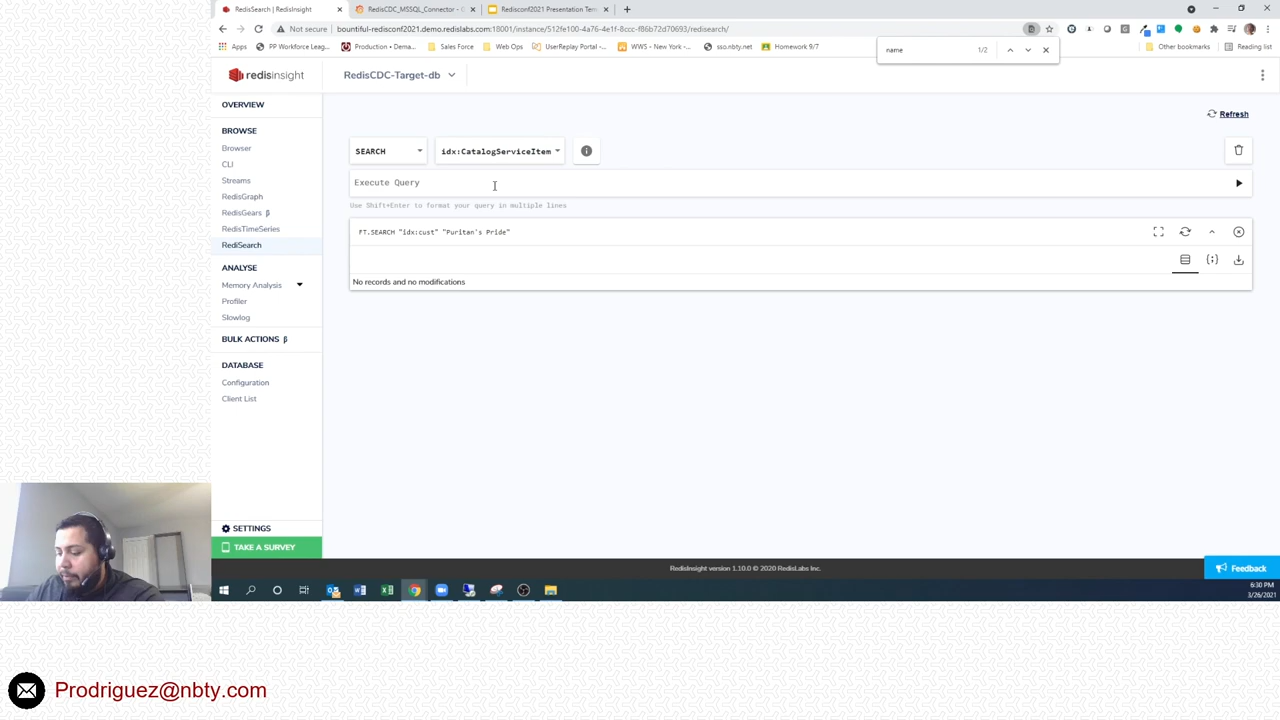 RediSearch | RedisInsight
RedisCDC_MSSQL_Connector - G
Redisconf2021 Presentation Tem
Not secure
bountiful-redisconf2021.demo.redislabs.com:18001/instance/512fe100-4a76-4e1f-8ccc-f86b72d70693/redisearch/
Apps
PP Workforce Leag...
Production • Dema...
Sales Force
Web Ops
UserReplay Portal -...
WWS - New York -...
sso.nbty.net
Homework 9/7
Other bookmarks
Reading list
name
1/2
redisinsight
RedisCDC-Target-db
OVERVIEW
BROWSE
Browser
CLI
Streams
RedisGraph
RedisGears β
RedisTimeSeries
RediSearch
ANALYSE
Memory Analysis
Profiler
Slowlog
BULK ACTIONS β
DATABASE
Configuration
Client List
SETTINGS
TAKE A SURVEY
Refresh
SEARCH
idx:CatalogServiceItem
Execute Query
Use Shift+Enter to format your query in multiple lines
FT.SEARCH "idx:cust" "Puritan's Pride"
No records and no modifications
RedisInsight version 1.10.0 © 2020 RedisLabs Inc.
Feedback
6:30 PM
3/26/2021
Prodriguez@nbty.com